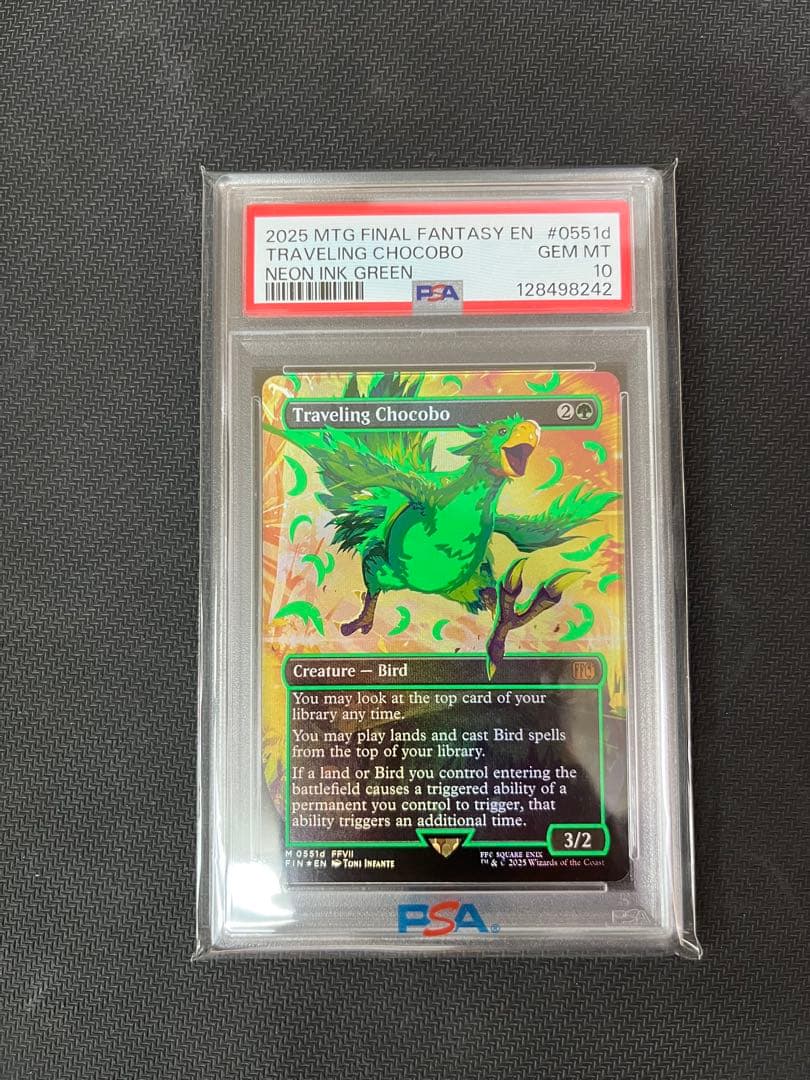 2025 MTG FINAL FANTASY EN #0551d
TRAVELING CHOCOBO GEM MT
NEON INK GREEN 10
PSA 128498242
Traveling Chocobo 2
Creature — Bird
You may look at the top card of your
library any time.
You may play lands and cast Bird spells
from the top of your library.
If a land or Bird you control entering the
battlefield causes a triggered ability of a
permanent you control to trigger, that
ability triggers an additional time.
3/2
M 0551d FFVII
FIN★EN Toni Infante
FFC SQUARE ENIX
™ & © 2025 Wizards of the Coast
PSA®
PSA